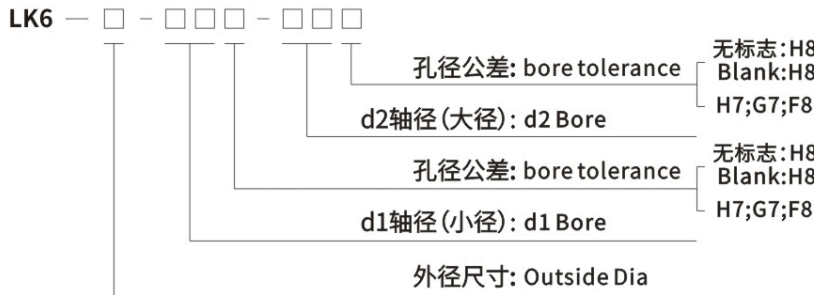 LK6 — □ - □□□ - □□□
孔径公差: bore tolerance
无标志:H8
Blank:H8
H7;G7;F8
d2轴径(大径): d2 Bore
孔径公差: bore tolerance
无标志:H8
Blank:H8
H7;G7;F8
d1轴径(小径): d1 Bore
外径尺寸: Outside Dia